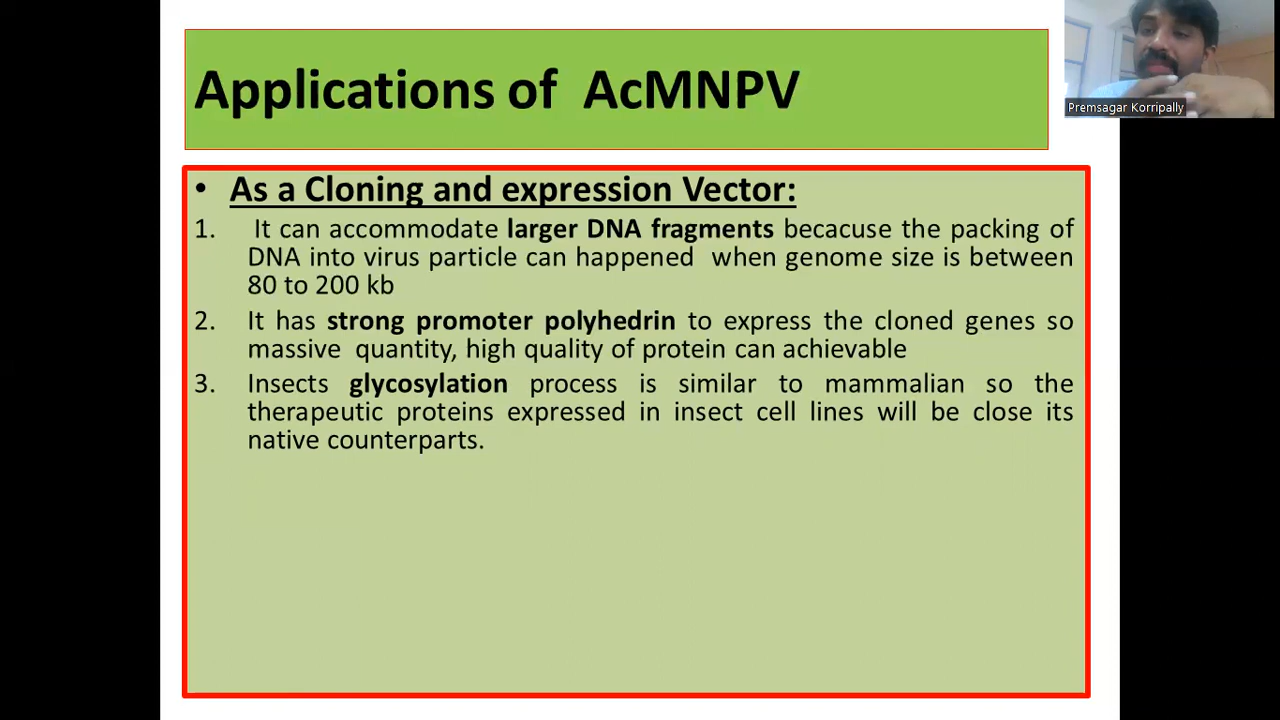 Applications of AcMNPV
Premsagar Korripally
• As a Cloning and expression Vector:
1. It can accommodate larger DNA fragments becacuse the packing of
DNA into virus particle can happened when genome size is between
80 to 200 kb
2. It has strong promoter polyhedrin to express the cloned genes so
massive quantity, high quality of protein can achievable
3. Insects glycosylation process is similar to mammalian so the
therapeutic proteins expressed in insect cell lines will be close its
native counterparts.